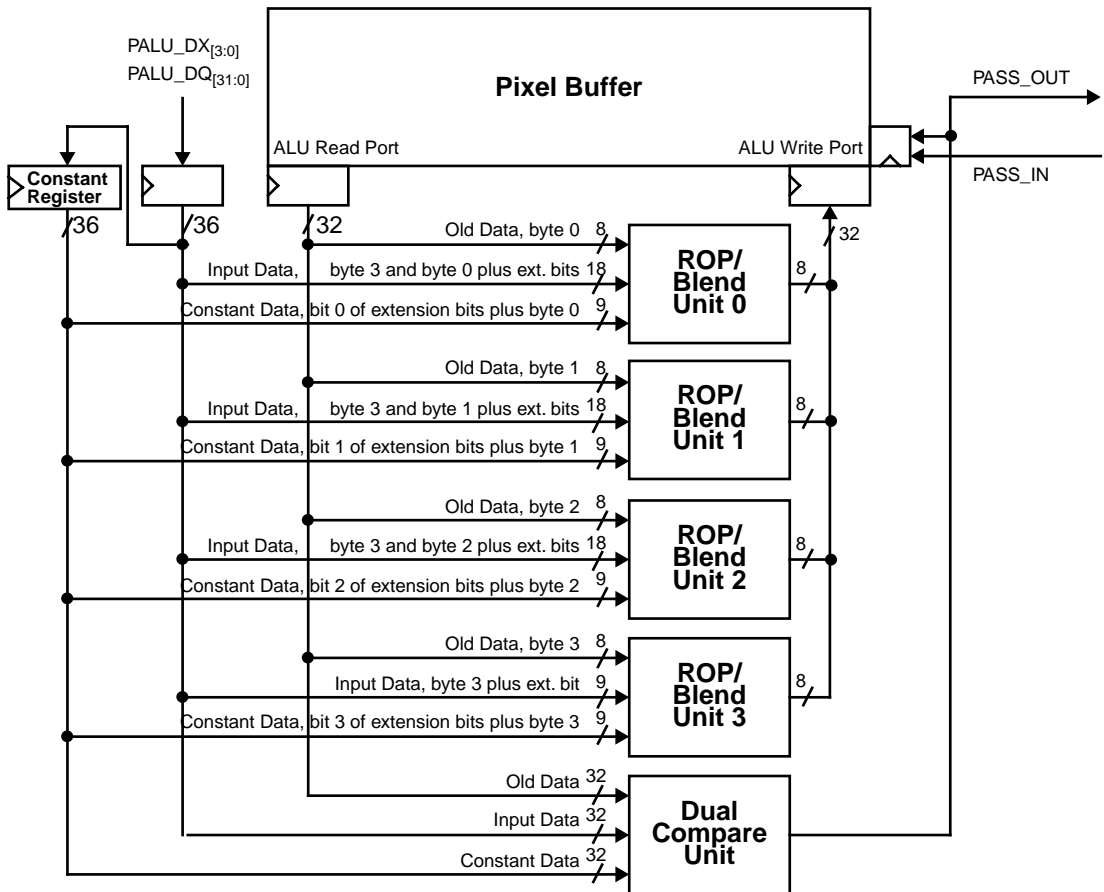 PALU_DX[3:0]
PALU_DQ[31:0]
Pixel Buffer
PASS_OUT
ALU Read Port
ALU Write Port
PASS_IN
Constant
Register
36
36
32
32
Old Data, byte 0 8
Input Data, byte 3 and byte 0 plus ext. bits 18
Constant Data, bit 0 of extension bits plus byte 0 9
ROP/
Blend
Unit 0
8
Old Data, byte 1 8
Input Data, byte 3 and byte 1 plus ext. bits 18
Constant Data, bit 1 of extension bits plus byte 1 9
ROP/
Blend
Unit 1
8
Old Data, byte 2 8
Input Data, byte 3 and byte 2 plus ext. bits 18
Constant Data, bit 2 of extension bits plus byte 2 9
ROP/
Blend
Unit 2
8
Old Data, byte 3 8
Input Data, byte 3 plus ext. bit 9
Constant Data, bit 3 of extension bits plus byte 3 9
ROP/
Blend
Unit 3
8
Old Data 32
Input Data 32
Constant Data 32
Dual
Compare
Unit